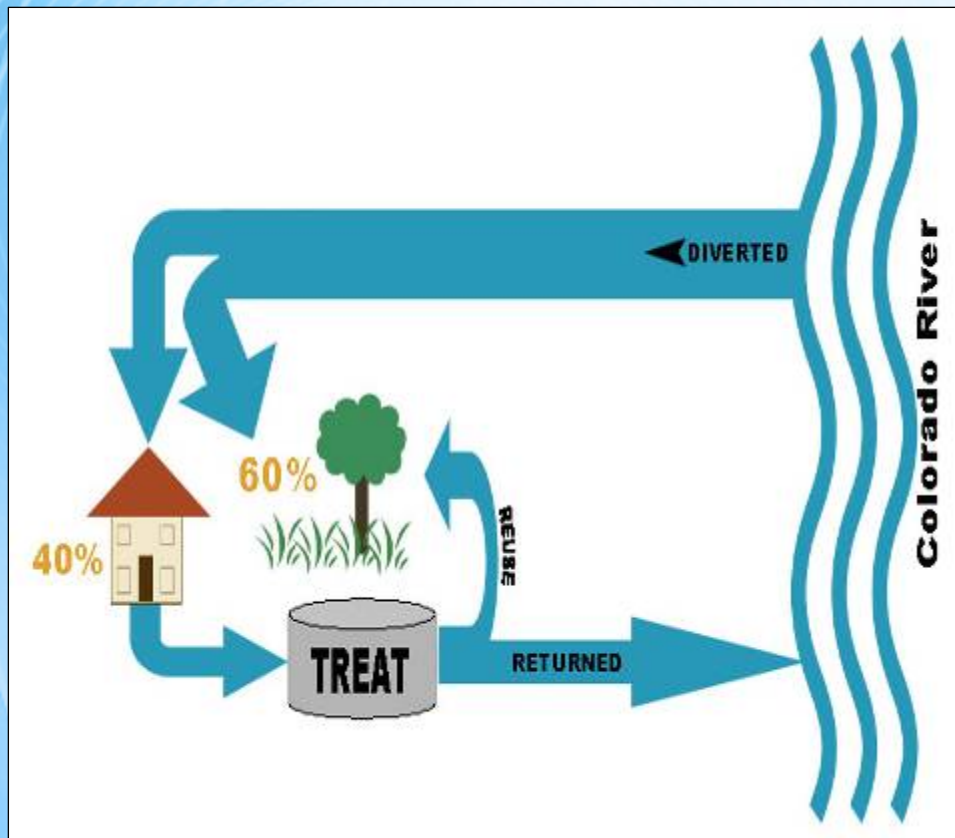 DIVERTED
Colorado River
60%
40%
REUSE
TREAT
RETURNED